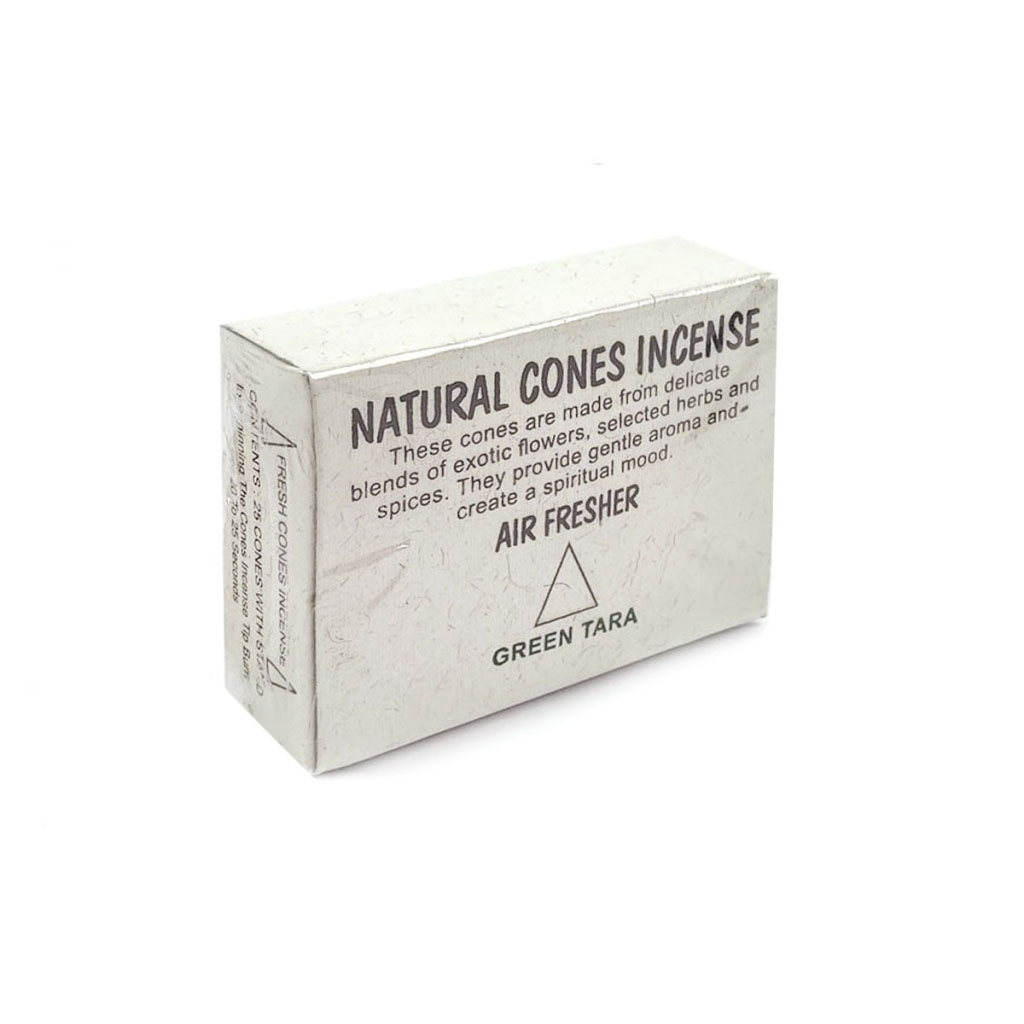 NATURAL CONES INCENSE
These cones are made from delicate
blends of exotic flowers, selected herbs and
spices. They provide gentle aroma and-
create a spiritual mood.
AIR FRESHER
GREEN TARA
FRESH CONES INCENSE
CONTENTS : 25 CONES WITH STAND
The Cones Incense Tip Burn
20 TO 25 Seconds